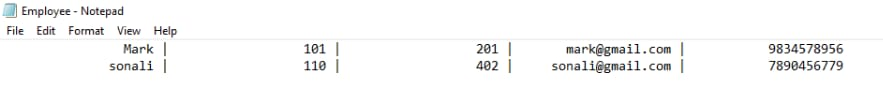 Employee - Notepad
File Edit Format View Help
Mark | 101 | 201 | mark@gmail.com | 9834578956
sonali | 110 | 402 | sonali@gmail.com | 7890456779